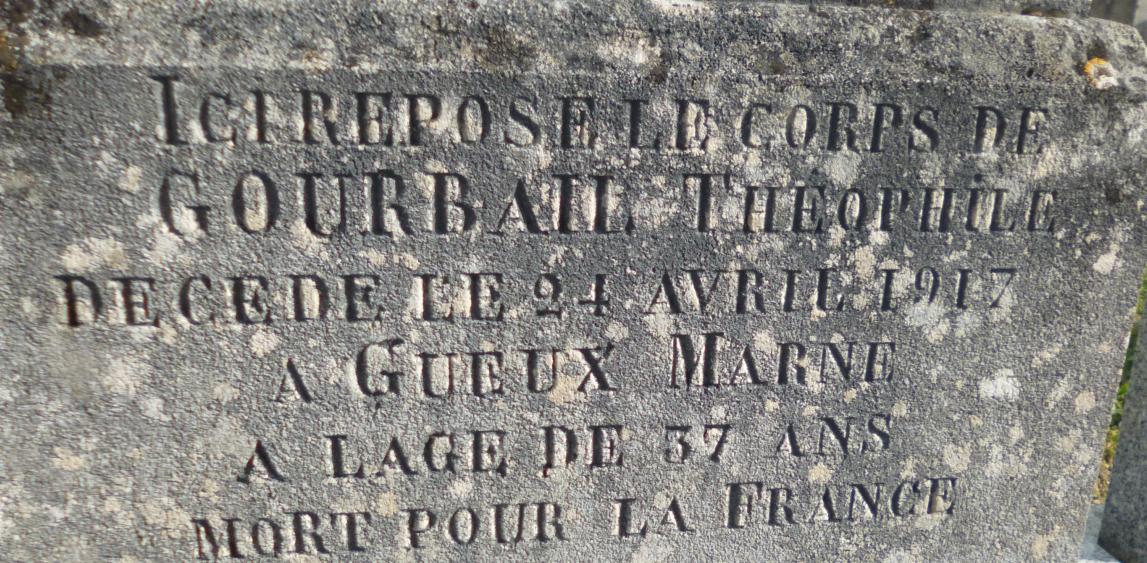 ICI REPOSE LE CORPS DE
GOURBAIL THÉOPHILE
DECEDE LE 24 AVRIL 1917
A GUEUX MARNE
A LAGE DE 37 ANS
MORT POUR LA FRANCE